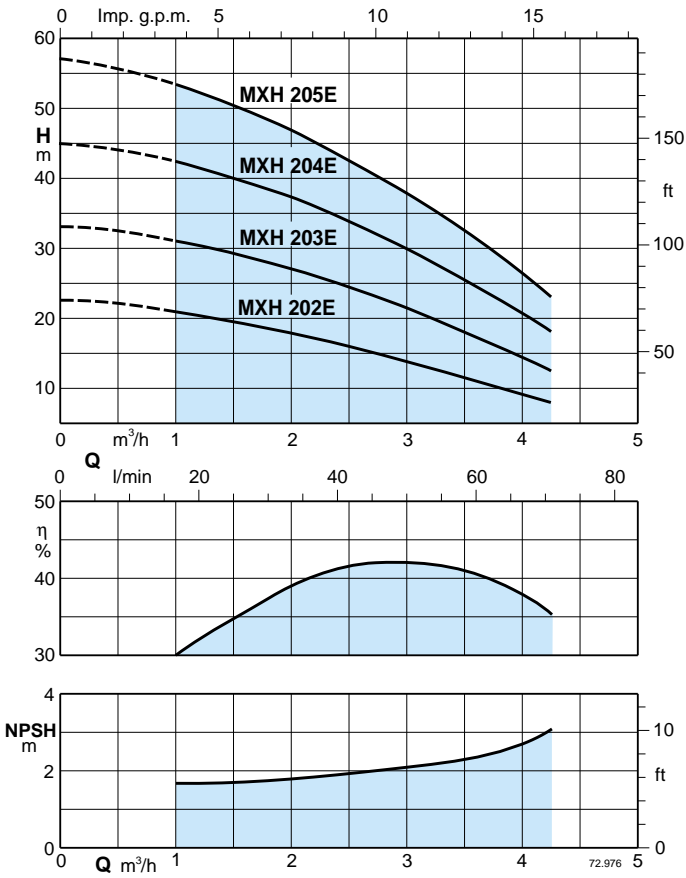 0 Imp. g.p.m. 5 10 15
60
50
H
m
40
30
20
10
MXH 205E
MXH 204E
MXH 203E
MXH 202E
150
ft
100
50
0 m³/h 1 2 3 4 5
Q
0 l/min 20 40 60 80
50
η
%
40
30
4
NPSH
m
2
0
10
ft
0
0 Q m³/h 1 2 3 4 72.976 5